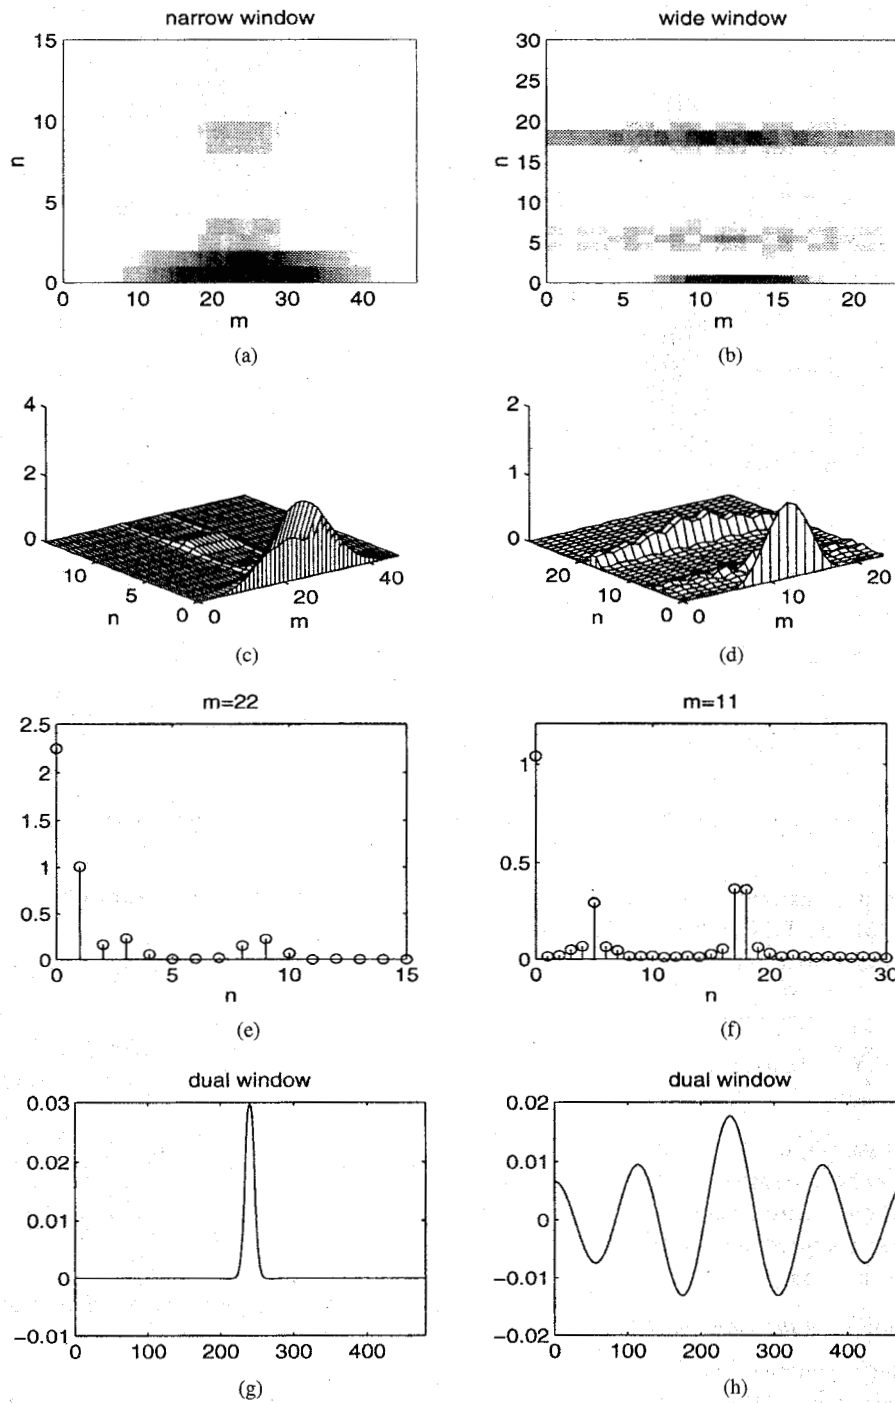 narrow window
wide window
15
10
5
0
n
0 10 20 30 40
m
(a)
30
25
20
15
10
5
0
n
0 5 10 15 20
m
(b)
4
2
0
10
5
0
n
0
20
40
m
(c)
2
1
0
20
10
0
n
0
10
20
m
(d)
m=22
2.5
2
1.5
1
0.5
0
0 5 10 15
n
(e)
m=11
1
0.5
0
0 10 20 30
n
(f)
dual window
0.03
0.02
0.01
0
−0.01
0 100 200 300 400
(g)
dual window
0.02
0.01
0
−0.01
−0.02
0 100 200 300 400
(h)